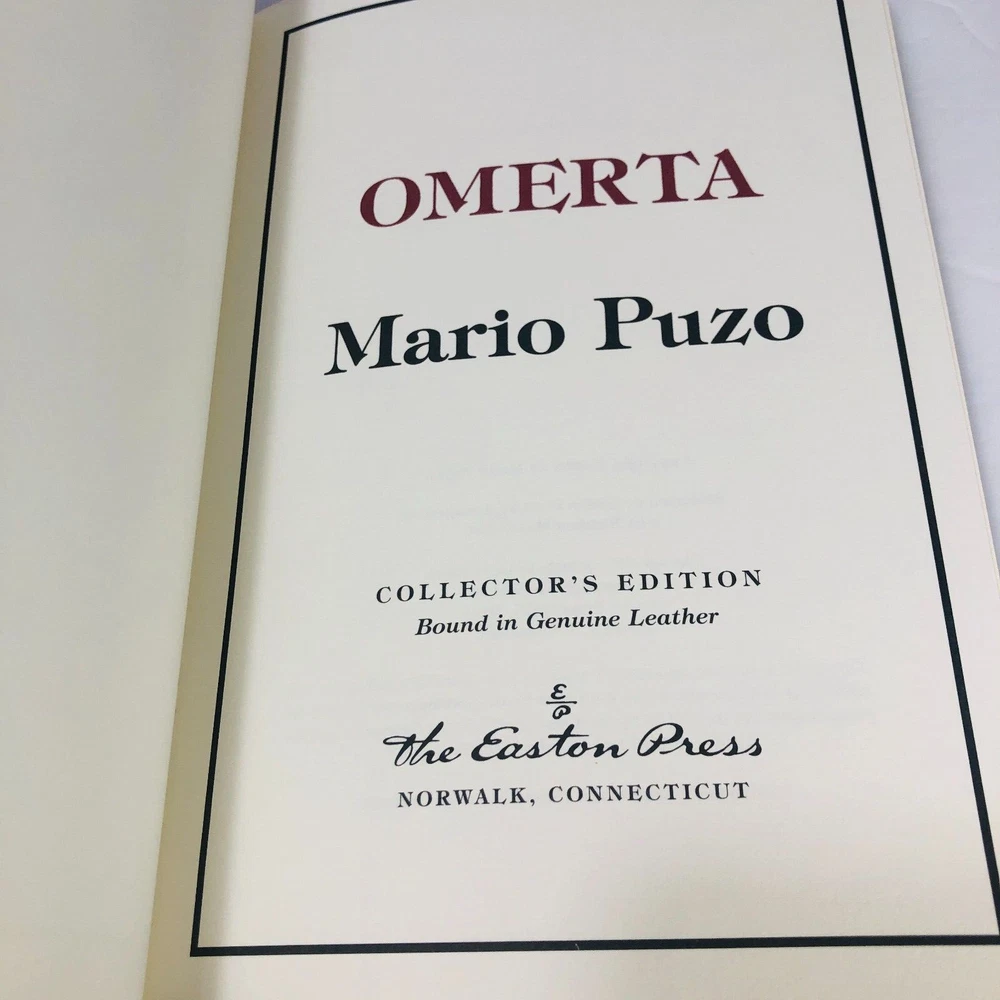 OMERTA
Mario Puzo
COLLECTOR'S EDITION
Bound in Genuine Leather
The Easton Press
NORWALK, CONNECTICUT